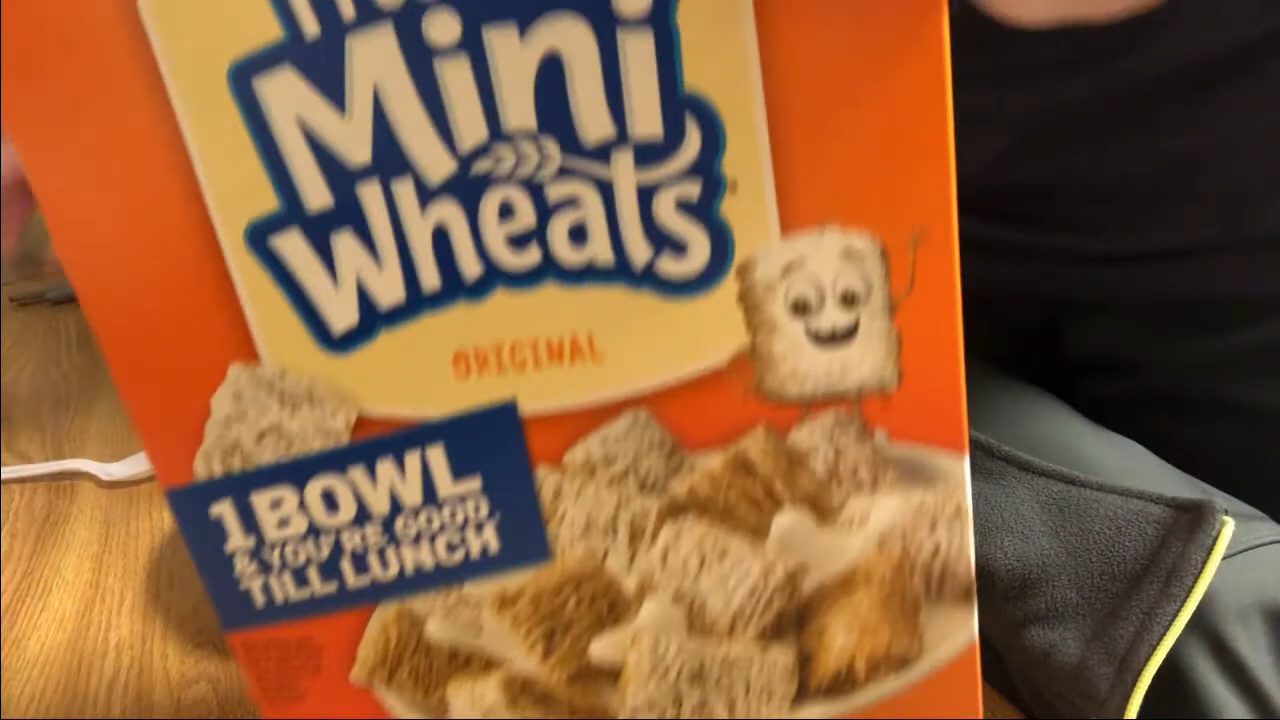 Mini
Wheats
ORIGINAL
1 BOWL
& YOU'RE GOOD
TILL LUNCH